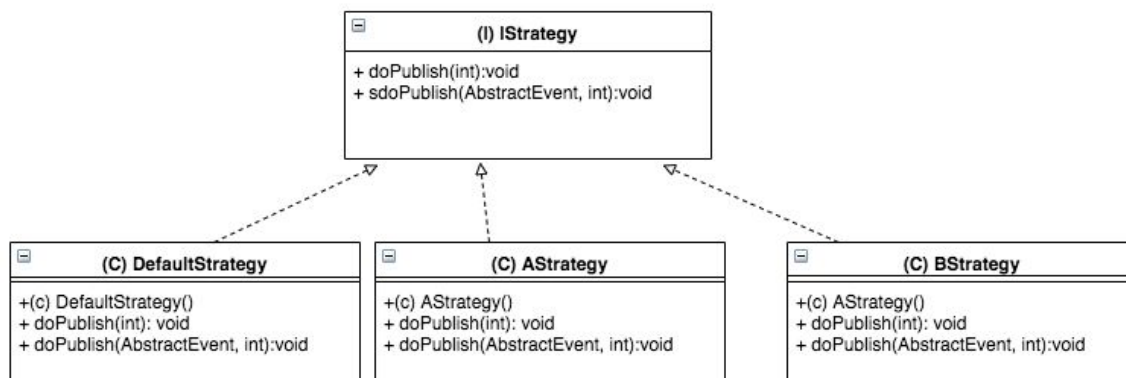 (I) IStrategy
+ doPublish(int):void
+ sdoPublish(AbstractEvent, int):void
(C) DefaultStrategy
+(c) DefaultStrategy()
+ doPublish(int): void
+ doPublish(AbstractEvent, int):void
(C) AStrategy
+(c) AStrategy()
+ doPublish(int): void
+ doPublish(AbstractEvent, int):void
(C) BStrategy
+(c) AStrategy()
+ doPublish(int): void
+ doPublish(AbstractEvent, int):void